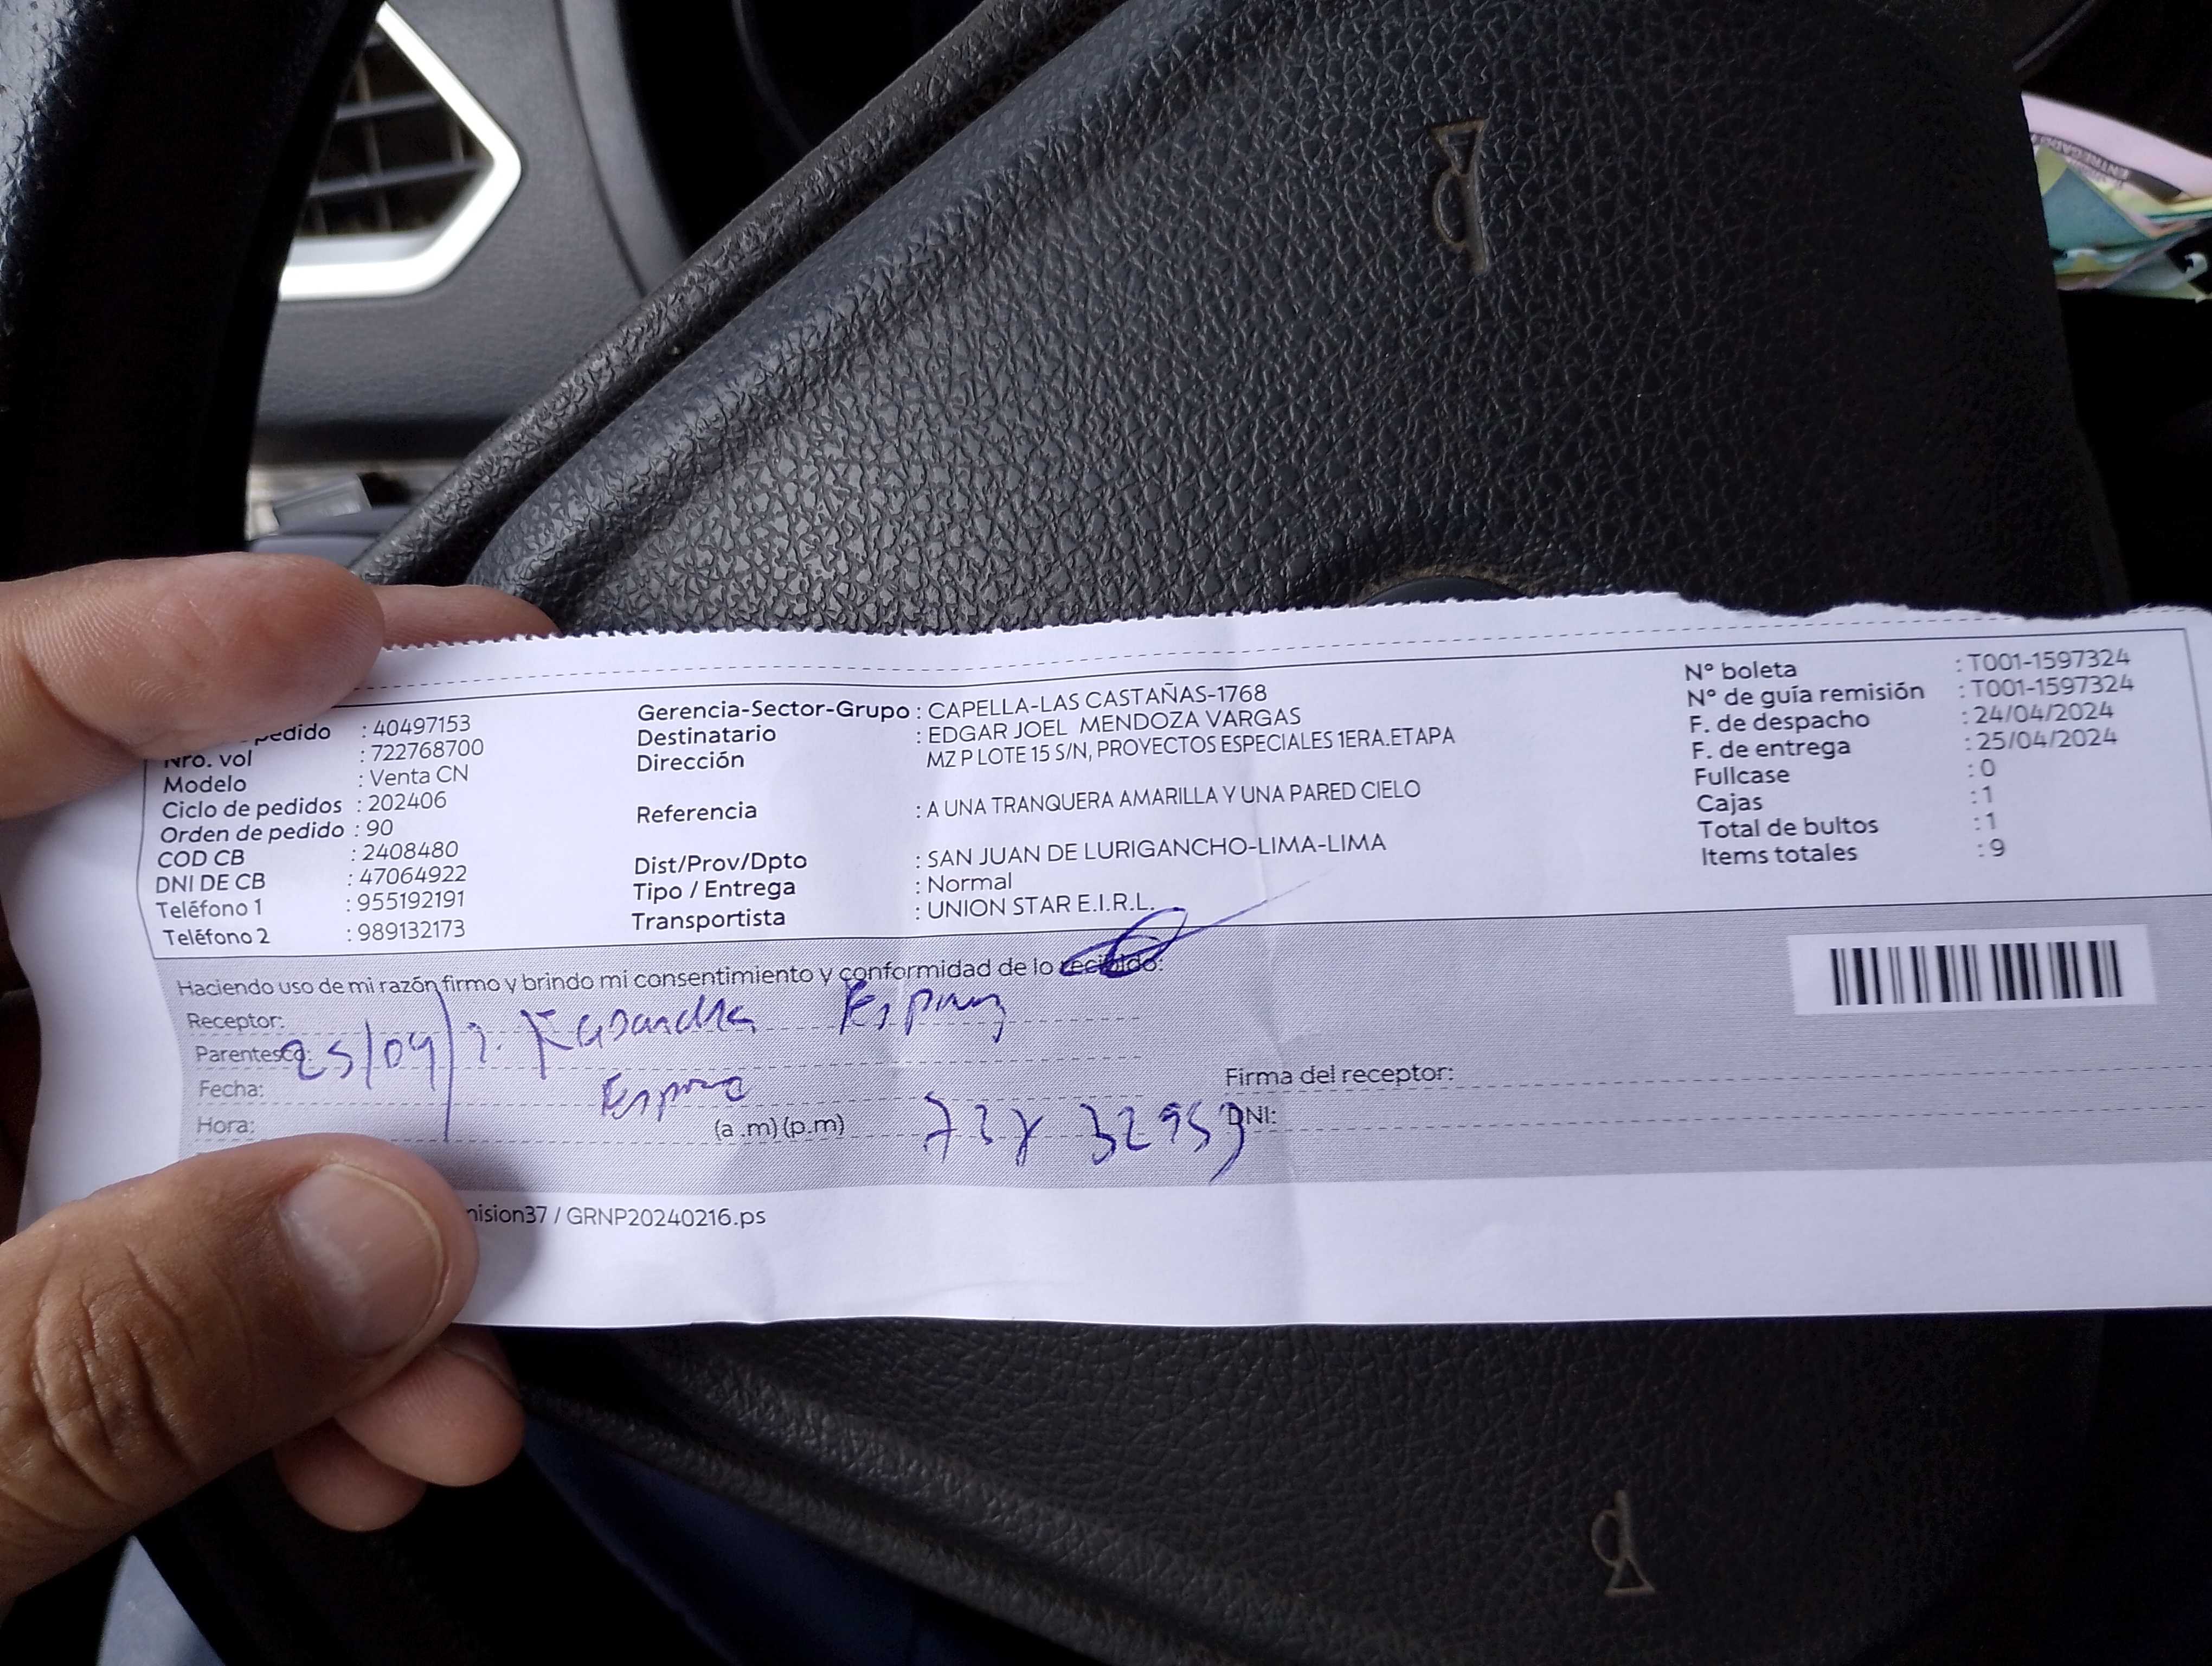 pedido : 40497153
Nro. vol : 722768700
Modelo : Venta CN
Ciclo de pedidos : 202406
Orden de pedido : 90
COD CB : 2408480
DNI DE CB : 47064922
Teléfono 1 : 955192191
Teléfono 2 : 989132173
Gerencia-Sector-Grupo : CAPELLA-LAS CASTAÑAS-1768
Destinatario : EDGAR JOEL MENDOZA VARGAS
Dirección MZ P LOTE 15 S/N, PROYECTOS ESPECIALES 1ERA.ETAPA
Referencia : A UNA TRANQUERA AMARILLA Y UNA PARED CIELO
Dist/Prov/Dpto : SAN JUAN DE LURIGANCHO-LIMA-LIMA
Tipo / Entrega : Normal
Transportista : UNION STAR E.I.R.L.
N° boleta : T001-1597324
N° de guía remisión : T001-1597324
F. de despacho : 24/04/2024
F. de entrega : 25/04/2024
Fullcase : 0
Cajas : 1
Total de bultos : 1
Items totales : 9
Haciendo uso de mi razón firmo y brindo mi consentimiento y conformidad de lo recibido:
Receptor:
Parentesco:
25/04/
Fecha:
Hora: (a.m) (p.m)
Firma del receptor:
DNI:
mision37 / GRNP20240216.ps